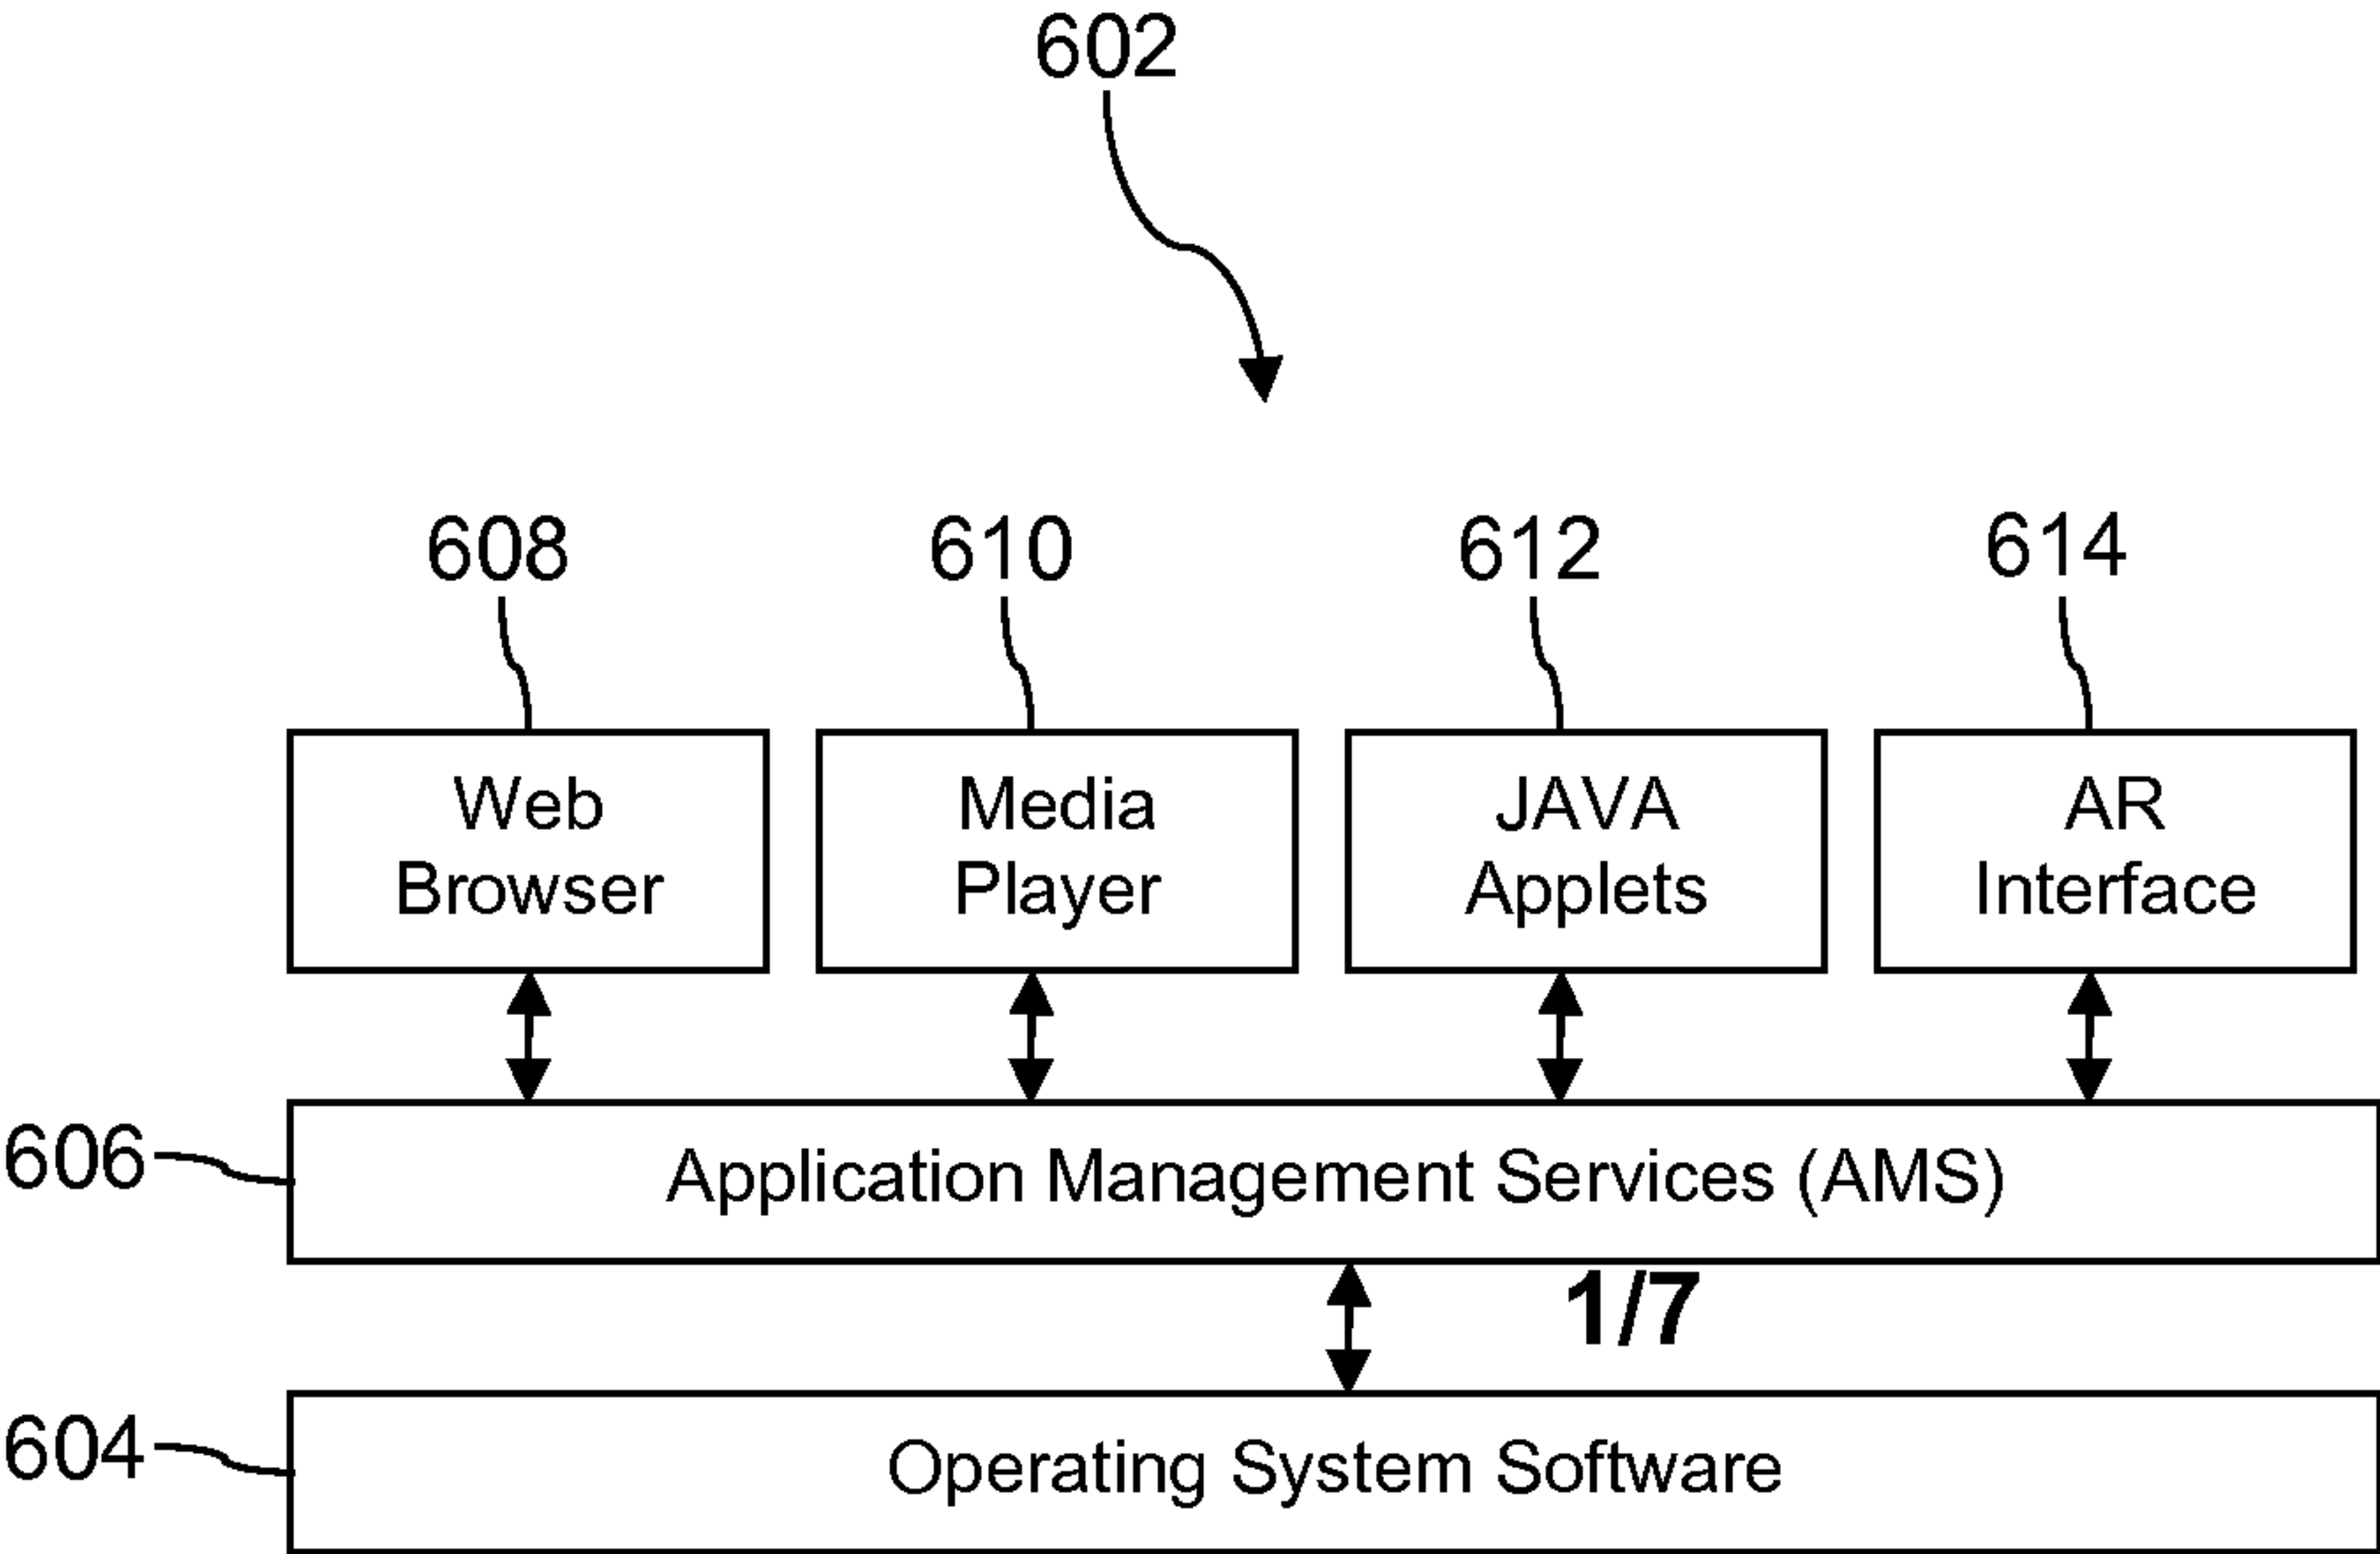 602
608 610 612 614
Web
Browser
Media
Player
JAVA
Applets
AR
Interface
606
Application Management Services (AMS)
1/7
604
Operating System Software